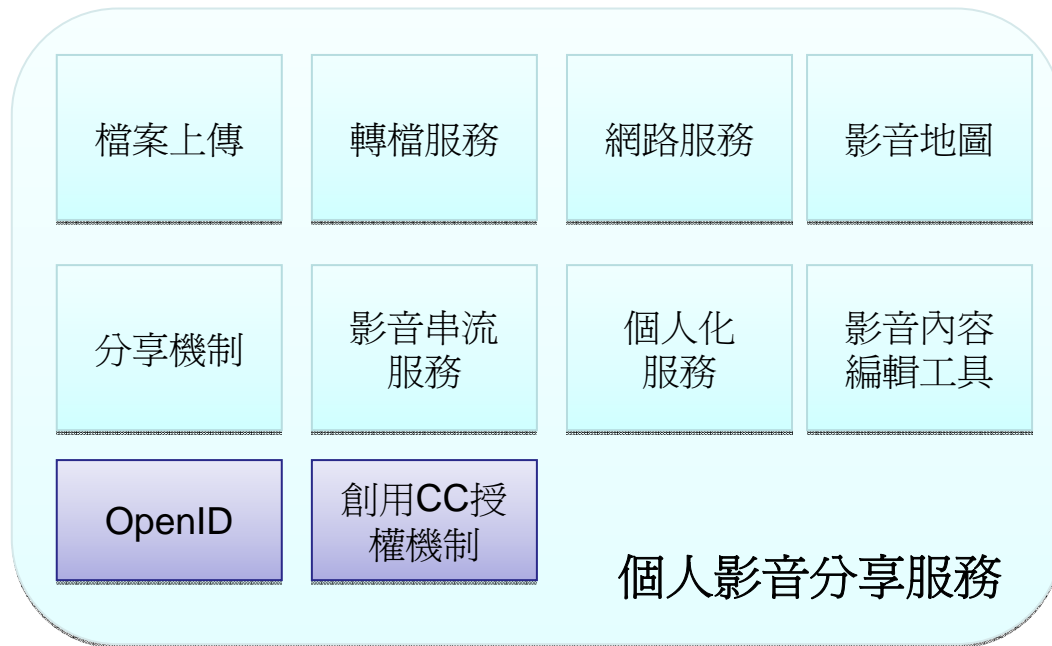 檔案上傳
轉檔服務
網路服務
影音地圖
分享機制
影音串流
服務
個人化
服務
影音內容
編輯工具
OpenID
創用CC授
權機制
個人影音分享服務